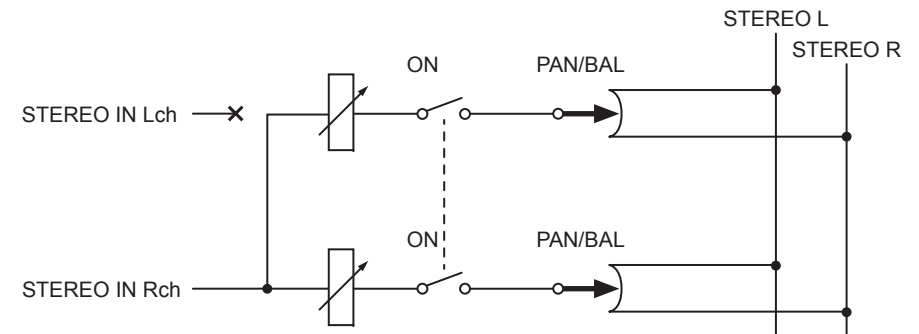 STEREO L
STEREO R
ON
PAN/BAL
STEREO IN Lch
ON
PAN/BAL
STEREO IN Rch